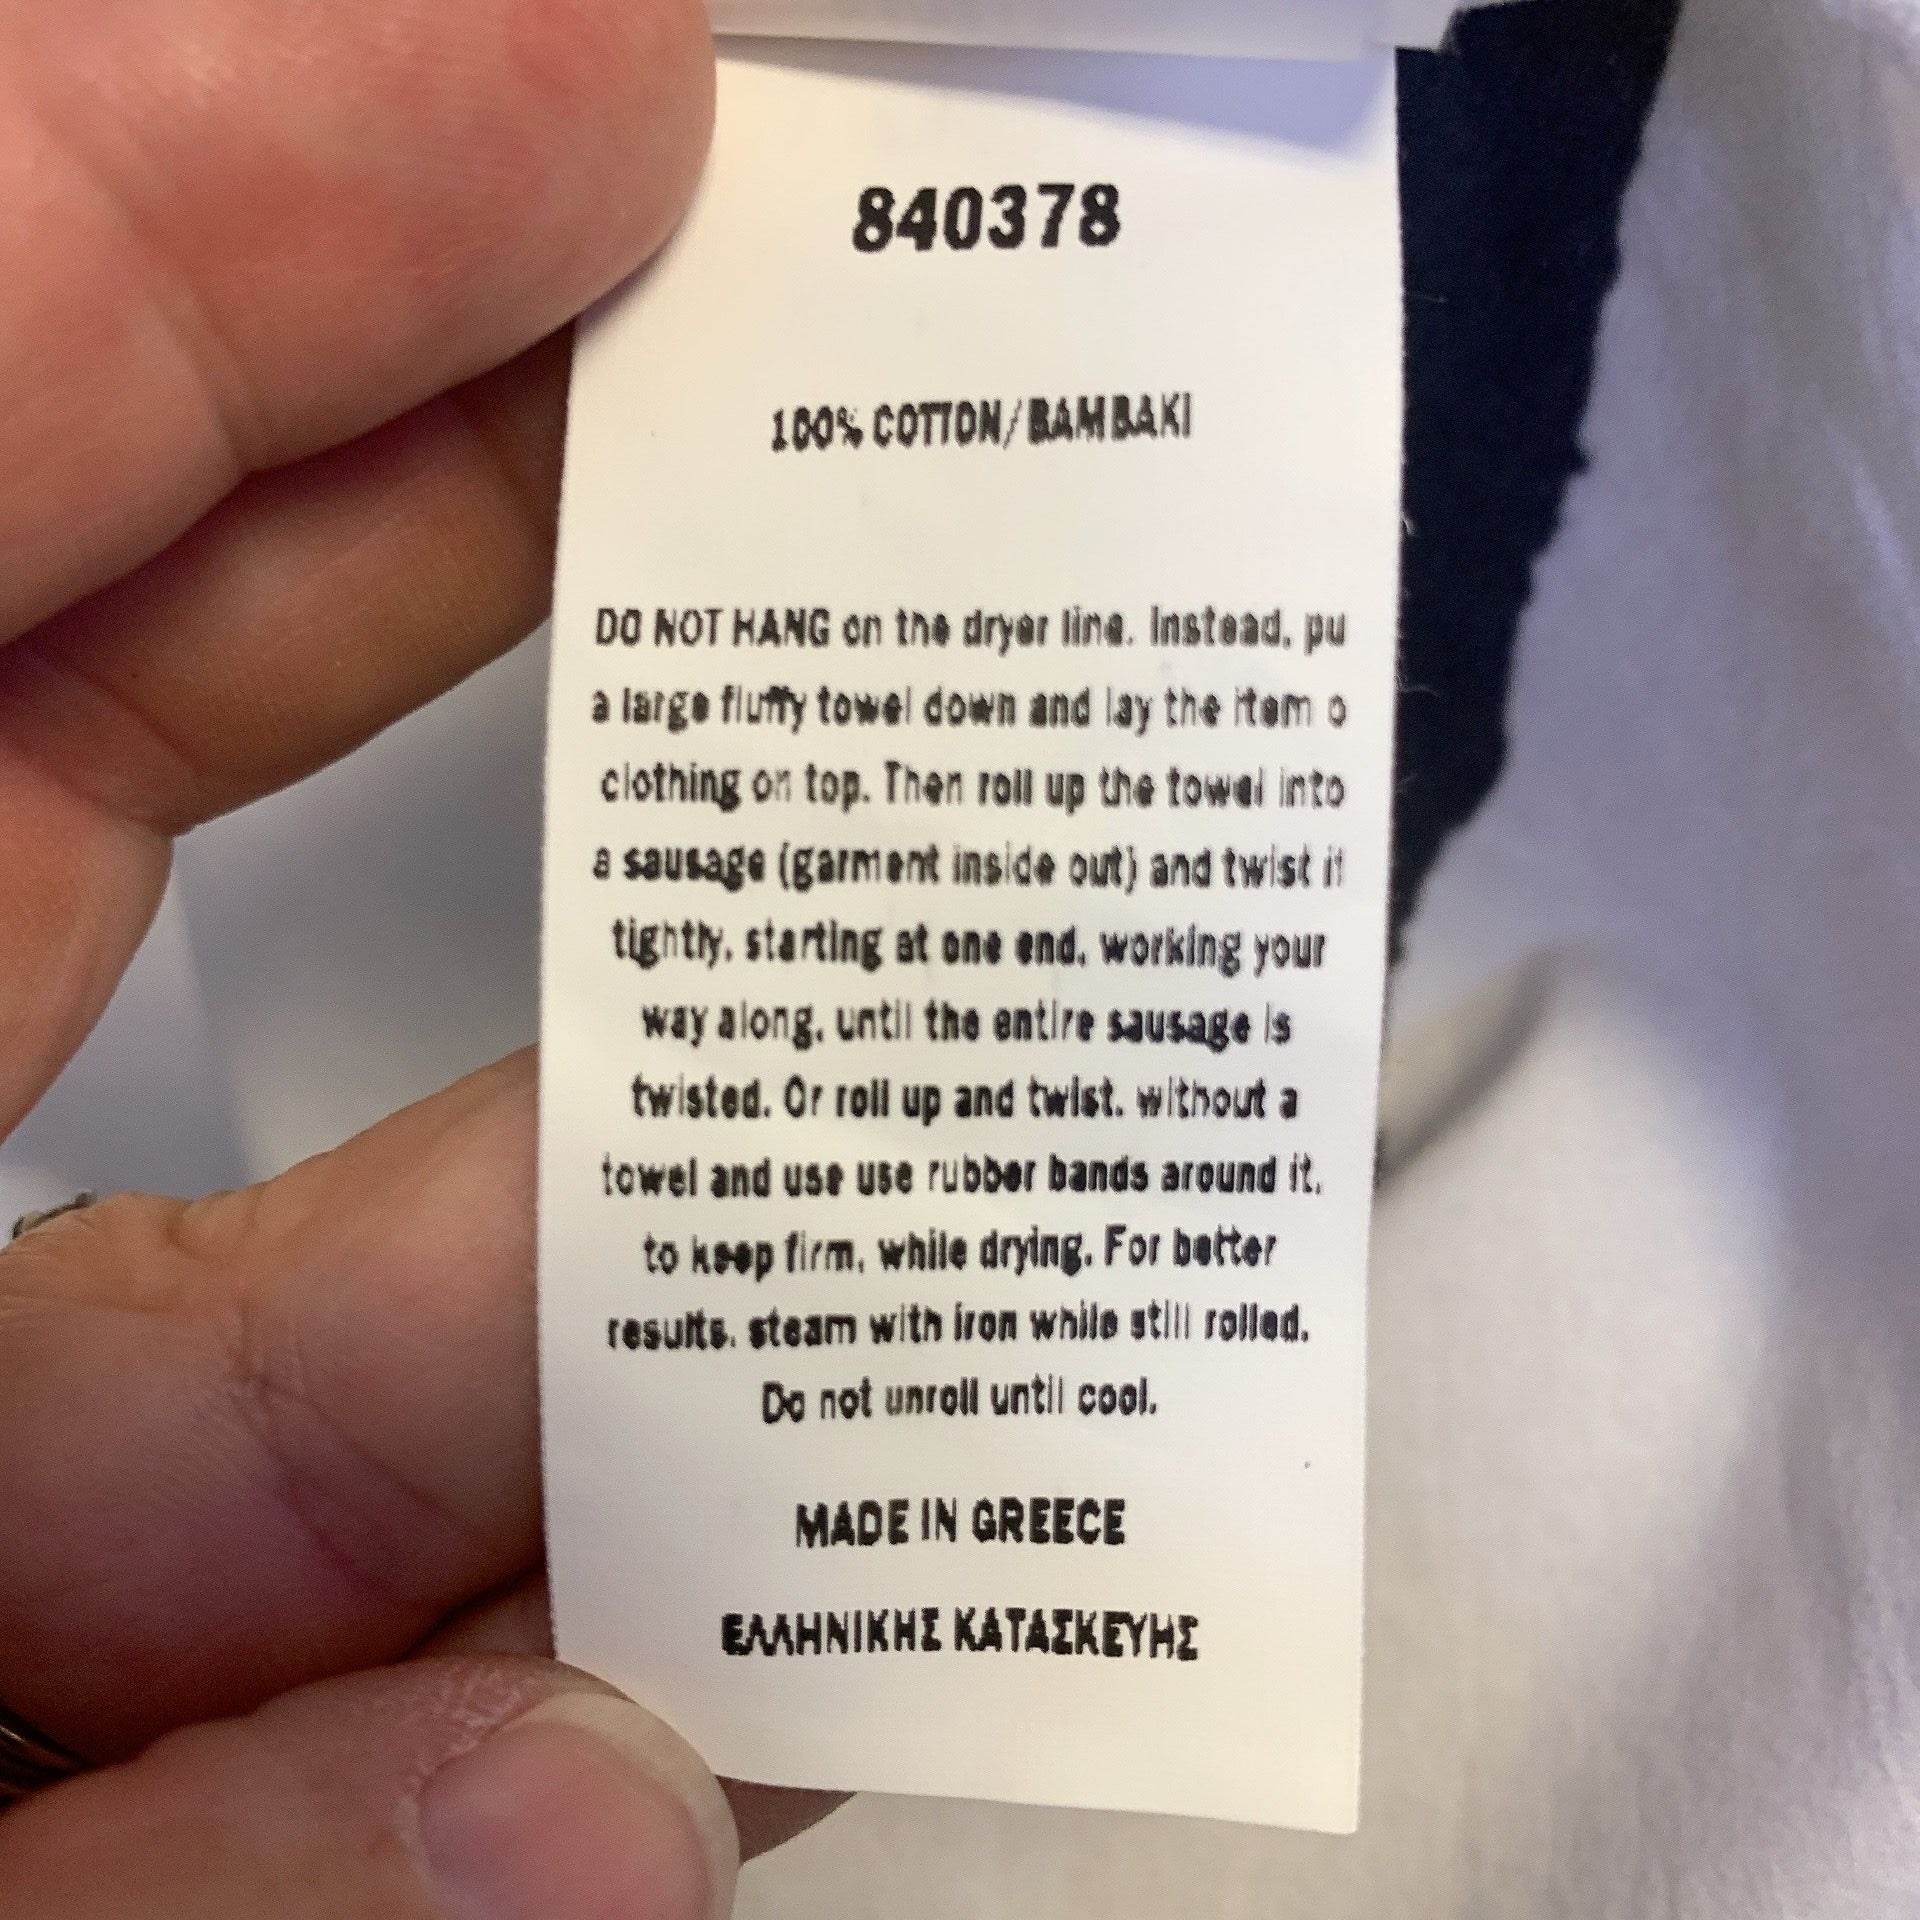 840378
100% COTTON/BAMBAKI
DO NOT HANG on the dryer line. Instead, pu
a large fluffy towel down and lay the item o
clothing on top. Then roll up the towel into
a sausage (garment inside out) and twist it
tightly, starting at one end, working your
way along, until the entire sausage is
twisted. Or roll up and twist, without a
towel and use use rubber bands around it,
to keep firm, while drying. For better
results, steam with iron while still rolled.
Do not unroll until cool.
MADE IN GREECE
ΕΛΛΗΝΙΚΗΣ ΚΑΤΑΣΚΕΥΗΣ